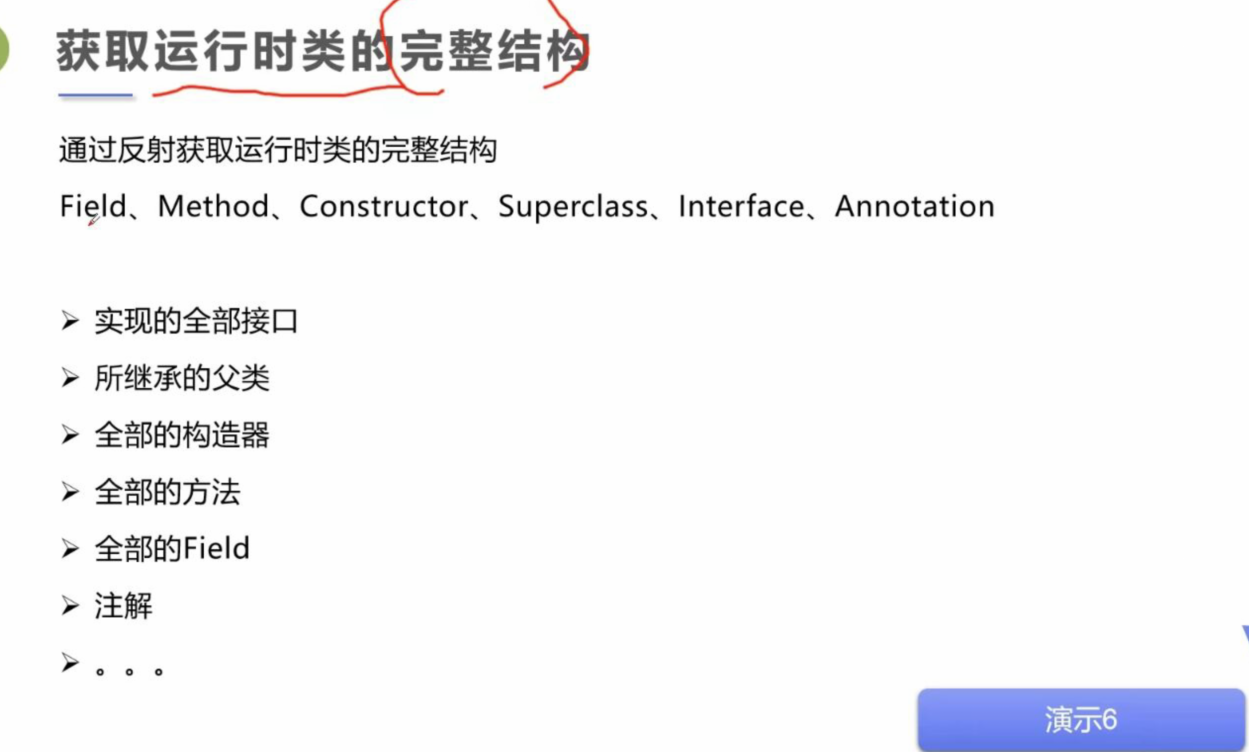 获取运行时类的完整结构
通过反射获取运行时类的完整结构
Field、Method、Constructor、Superclass、Interface、Annotation
➢ 实现的全部接口
➢ 所继承的父类
➢ 全部的构造器
➢ 全部的方法
➢ 全部的Field
➢ 注解
➢ 。。。
演示6